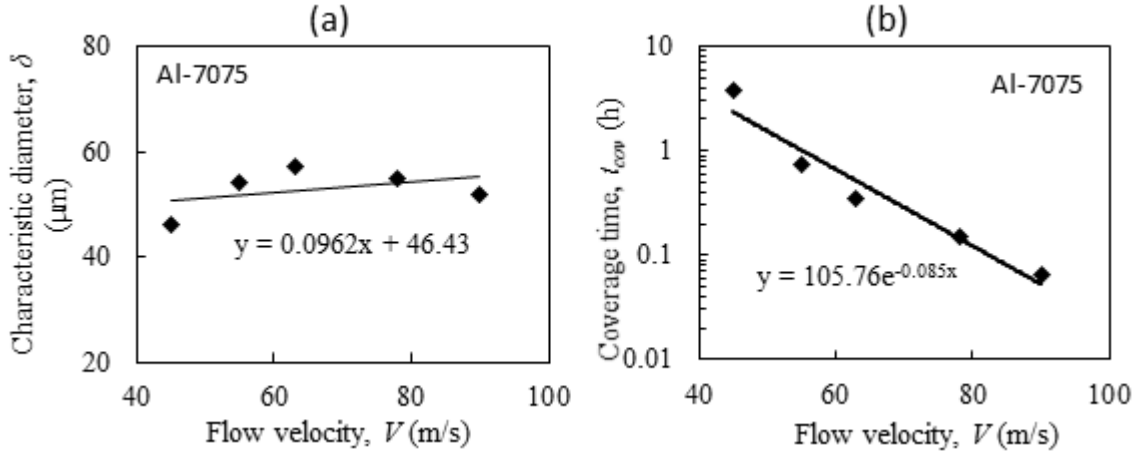 (a)
80
60
40
20
Characteristic diameter, δ
(μm)
Al-7075
y = 0.0962x + 46.43
40
60
80
100
Flow velocity, V (m/s)
(b)
10
1
0.1
0.01
Coverage time, t_cov (h)
Al-7075
y = 105.76e^-0.085x
40
60
80
100
Flow velocity, V (m/s)